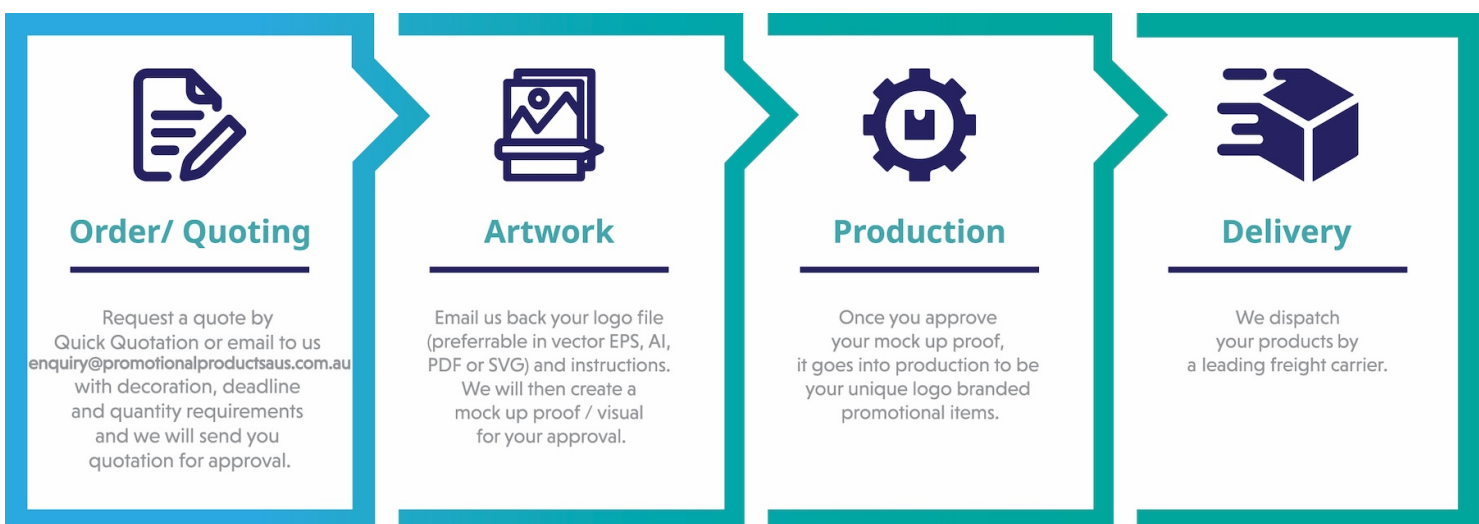 Order/ Quoting
Request a quote by
Quick Quotation or email to us
enquiry@promotionalproductsaus.com.au
with decoration, deadline
and quantity requirements
and we will send you
quotation for approval.
Artwork
Email us back your logo file
(preferrable in vector EPS, AI,
PDF or SVG) and instructions.
We will then create a
mock up proof / visual
for your approval.
Production
Once you approve
your mock up proof,
it goes into production to be
your unique logo branded
promotional items.
Delivery
We dispatch
your products by
a leading freight carrier.